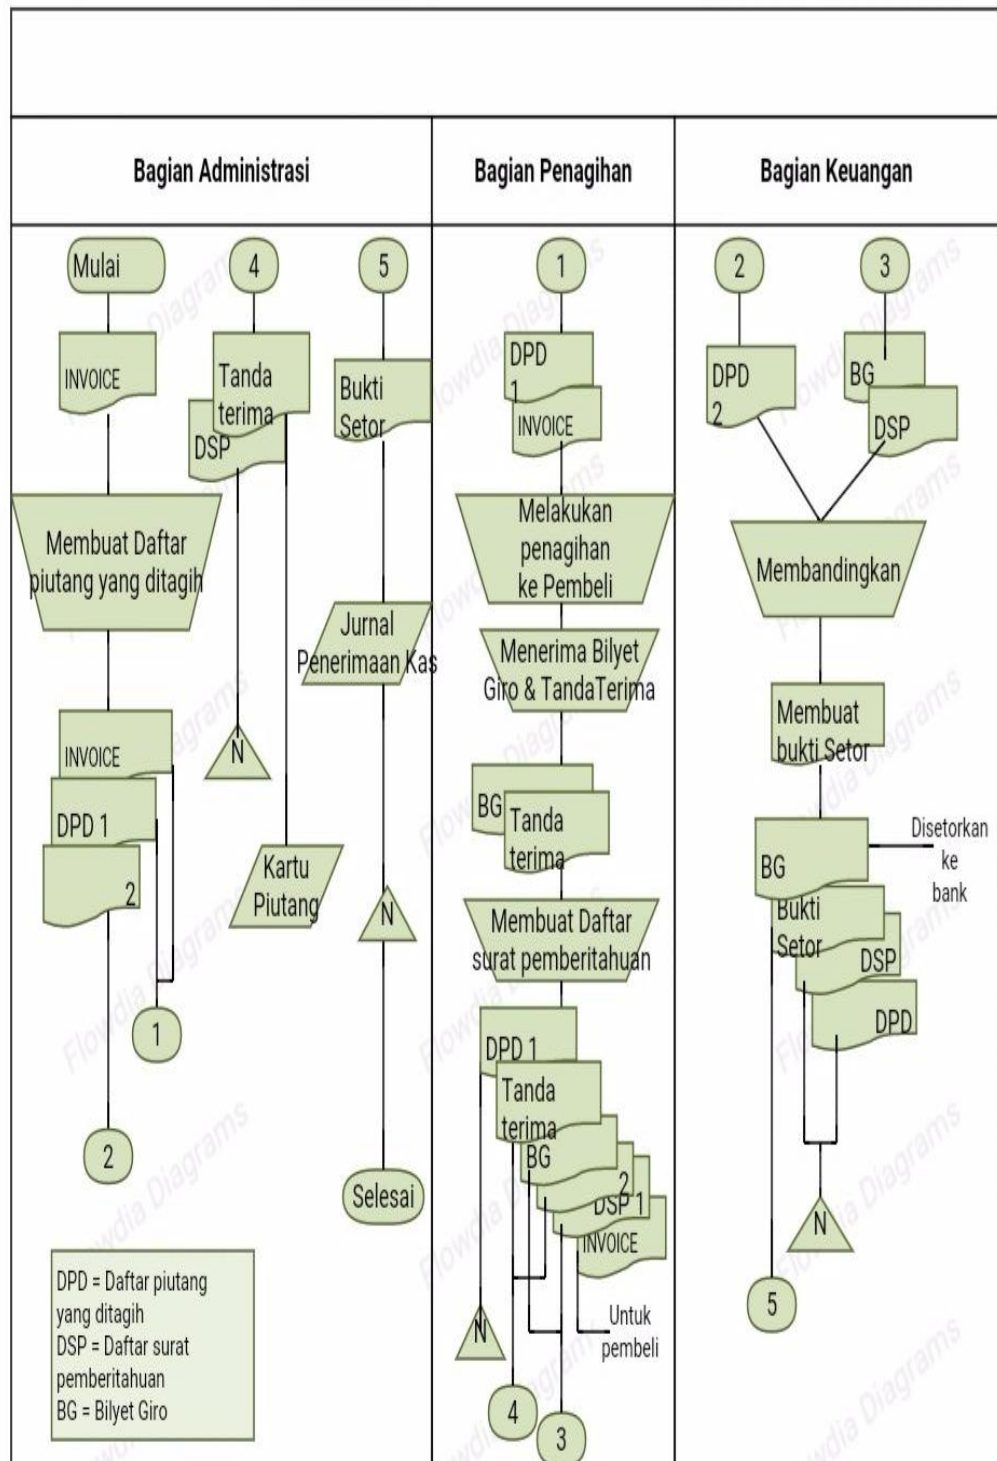 Bagian Administrasi
Bagian Penagihan
Bagian Keuangan
Mulai
INVOICE
Membuat Daftar
piutang yang ditagih
INVOICE
DPD 1
2
1
2
4
Tanda
terima
DSP
N
Kartu
Piutang
5
Bukti
Setor
Jurnal
Penerimaan Kas
N
Selesai
DPD = Daftar piutang
yang ditagih
DSP = Daftar surat
pemberitahuan
BG = Bilyet Giro
1
DPD
1
INVOICE
Melakukan
penagihan
ke Pembeli
Menerima Bilyet
Giro & TandaTerima
BG
Tanda
terima
Membuat Daftar
surat pemberitahuan
DPD 1
Tanda
terima
BG
2
DSP 1
INVOICE
N
Untuk
pembeli
4
3
2
DPD
2
3
BG
DSP
Membandingkan
Membuat
bukti Setor
BG
Disetorkan
ke
bank
Bukti
Setor
DSP
DPD
N
5
Flowdia Diagrams